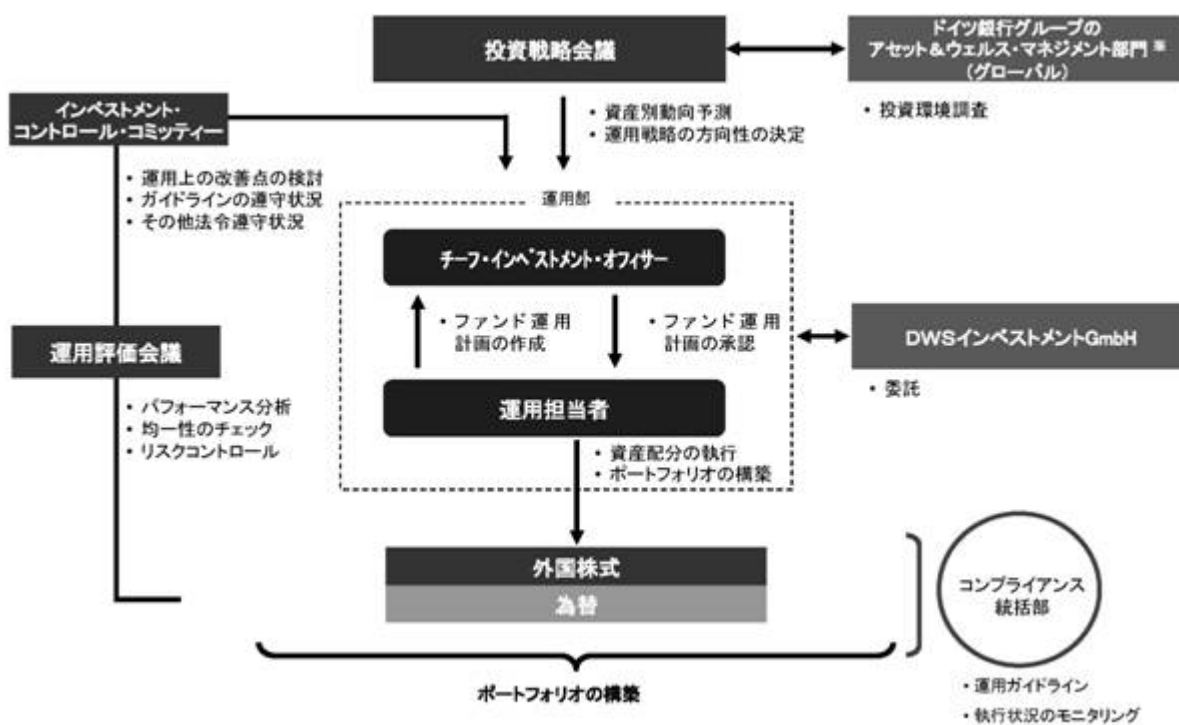 投資戦略会議
ドイツ銀行グループの
アセット&ウェルス・マネジメント部門※
(グローバル)
・投資環境調査
・資産別動向予測
・運用戦略の方向性の決定
インベストメント・
コントロール・コミッティー
・運用上の改善点の検討
・ガイドラインの遵守状況
・その他法令遵守状況
運用部
チーフ・インベストメント・オフィサー
・ファンド運用
計画の作成
・ファンド運用
計画の承認
運用評価会議
DWSインベストメントGmbH
・委託
運用担当者
・パフォーマンス分析
・均一性のチェック
・リスクコントロール
・資産配分の執行
・ポートフォリオの構築
外国株式
為替
コンプライアンス
統括部
ポートフォリオの構築
・運用ガイドライン
・執行状況のモニタリング